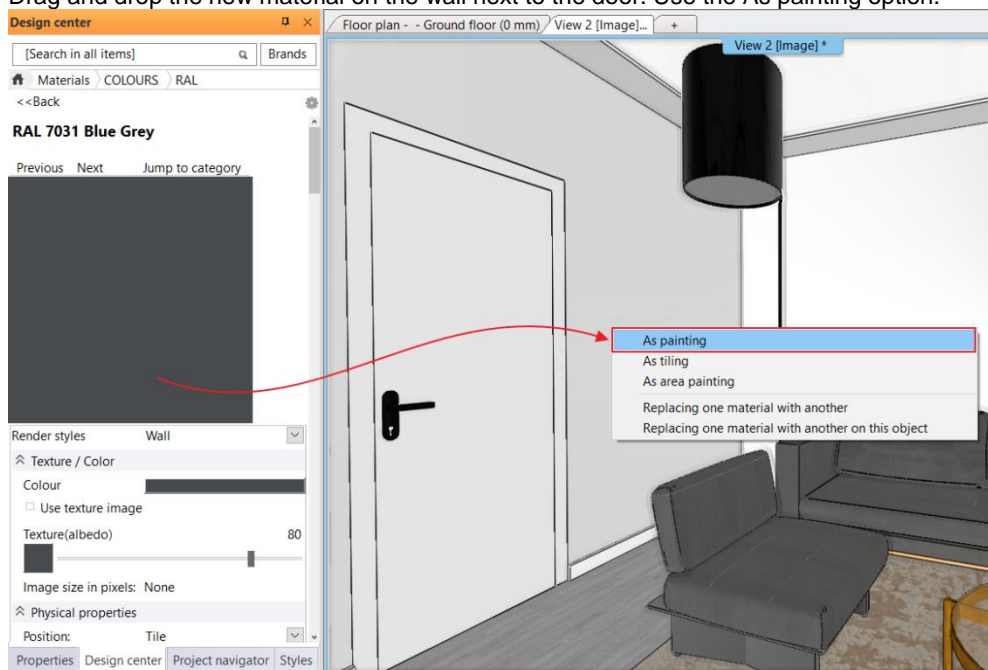 Drag and drop the new material on the wall next to the door. Use the As painting option.
Design center
[Search in all items]
Brands
Materials
COLOURS
RAL
<<Back
RAL 7031 Blue Grey
Previous
Next
Jump to category
Render styles
Wall
Texture / Color
Colour
Use texture image
Texture(albedo)
80
Image size in pixels:
None
Physical properties
Position:
Tile
Properties
Design center
Project navigator
Styles
Floor plan - - Ground floor (0 mm)
View 2 [Image]...
+
View 2 [Image] *
As painting
As tiling
As area painting
Replacing one material with another
Replacing one material with another on this object